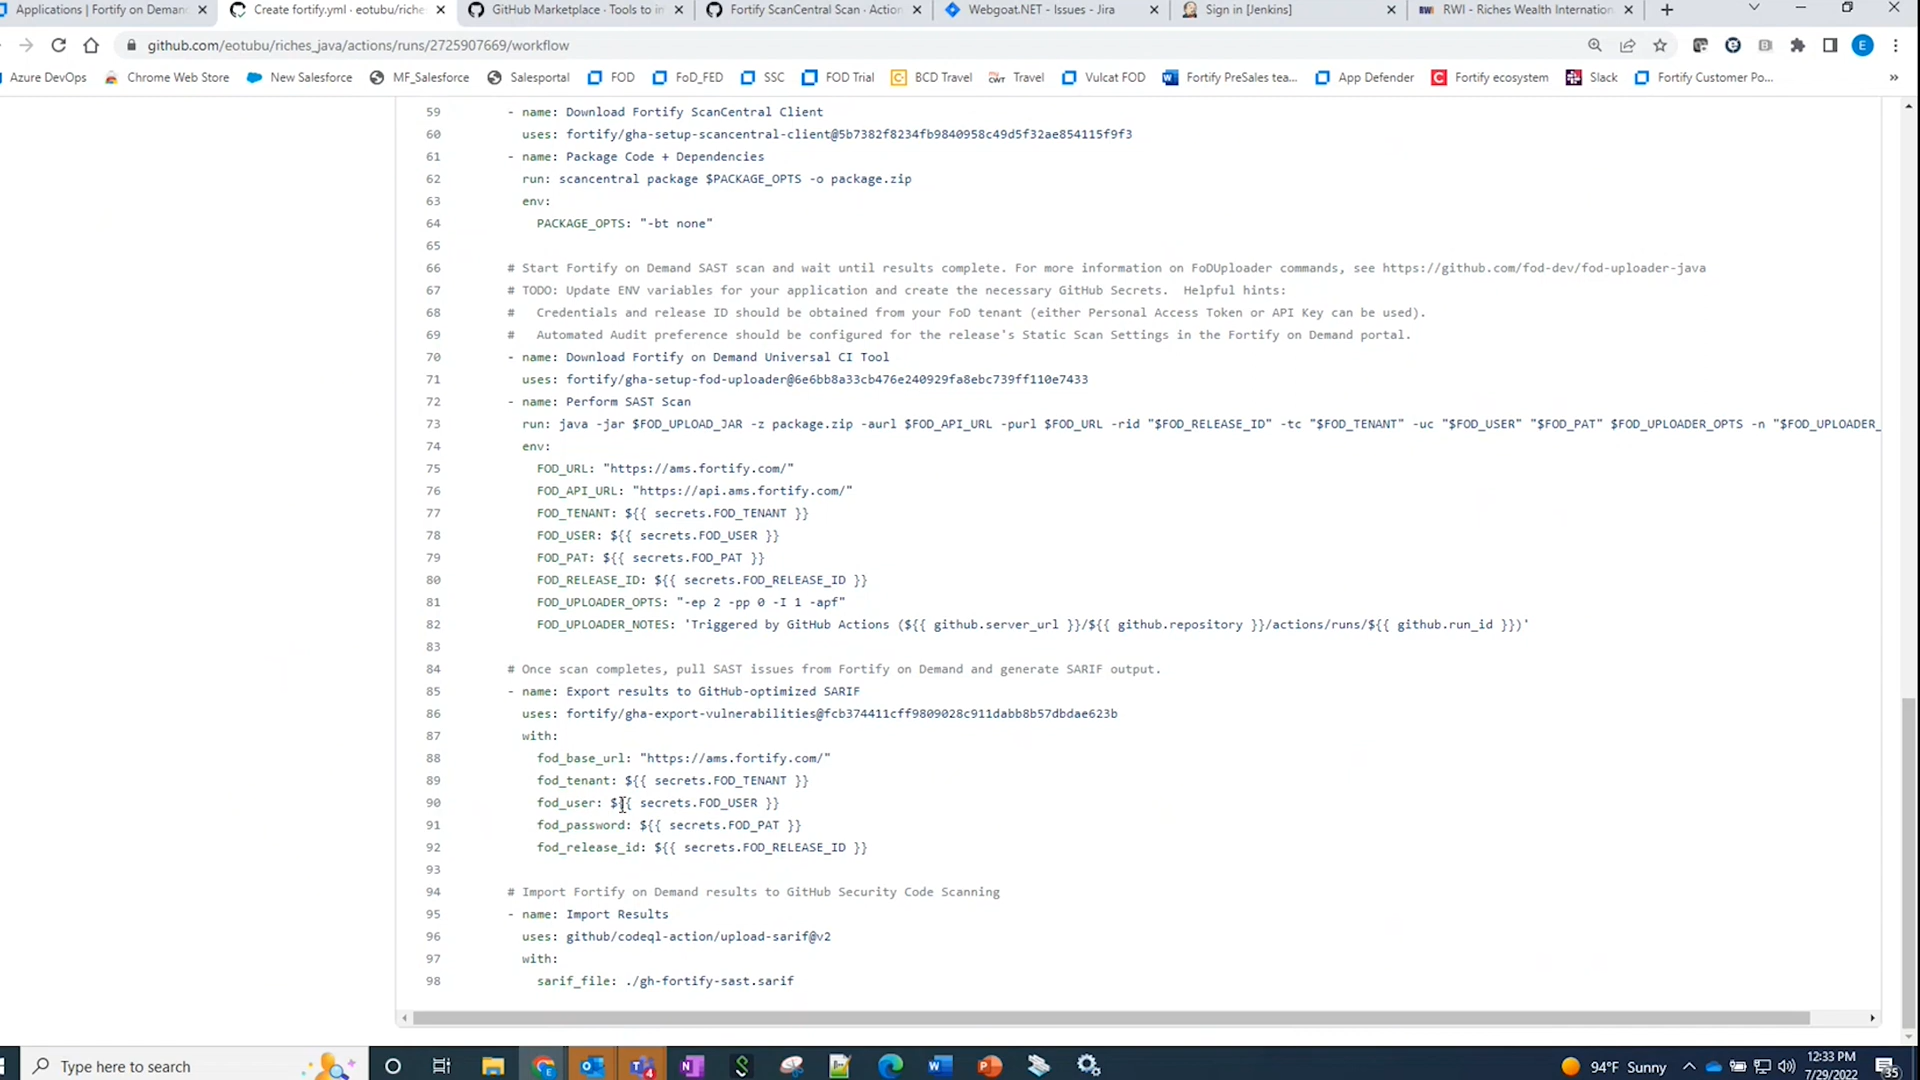 Applications | Fortify on Deman
Create fortify.yml · eotubu/riches
GitHub Marketplace · Tools to im
Fortify ScanCentral Scan · Action
Webgoat.NET - Issues - Jira
Sign in [Jenkins]
RWI - Riches Wealth Internation
github.com/eotubu/riches_java/actions/runs/2725907669/workflow
E
Azure DevOps
Chrome Web Store
New Salesforce
MF_Salesforce
Salesportal
FOD
FoD_FED
SSC
FOD Trial
BCD Travel
Travel
Vulcat FOD
Fortify PreSales tea...
App Defender
Fortify ecosystem
Slack
Fortify Customer Po...
59 - name: Download Fortify ScanCentral Client
60 uses: fortify/gha-setup-scancentral-client@5b7382f8234fb9840958c49d5f32ae854115f9f3
61 - name: Package Code + Dependencies
62 run: scancentral package $PACKAGE_OPTS -o package.zip
63 env:
64 PACKAGE_OPTS: "-bt none"
65
66 # Start Fortify on Demand SAST scan and wait until results complete. For more information on FoDUploader commands, see https://github.com/fod-dev/fod-uploader-java
67 # TODO: Update ENV variables for your application and create the necessary GitHub Secrets.  Helpful hints:
68 #   Credentials and release ID should be obtained from your FoD tenant (either Personal Access Token or API Key can be used).
69 #   Automated Audit preference should be configured for the release's Static Scan Settings in the Fortify on Demand portal.
70 - name: Download Fortify on Demand Universal CI Tool
71 uses: fortify/gha-setup-fod-uploader@6e6bb8a33cb476e240929fa8ebc739ff110e7433
72 - name: Perform SAST Scan
73 run: java -jar $FOD_UPLOAD_JAR -z package.zip -aurl $FOD_API_URL -purl $FOD_URL -rid "$FOD_RELEASE_ID" -tc "$FOD_TENANT" -uc "$FOD_USER" "$FOD_PAT" $FOD_UPLOADER_OPTS -n "$FOD_UPLOADER_
74 env:
75 FOD_URL: "https://ams.fortify.com/"
76 FOD_API_URL: "https://api.ams.fortify.com/"
77 FOD_TENANT: ${{ secrets.FOD_TENANT }}
78 FOD_USER: ${{ secrets.FOD_USER }}
79 FOD_PAT: ${{ secrets.FOD_PAT }}
80 FOD_RELEASE_ID: ${{ secrets.FOD_RELEASE_ID }}
81 FOD_UPLOADER_OPTS: "-ep 2 -pp 0 -I 1 -apf"
82 FOD_UPLOADER_NOTES: 'Triggered by GitHub Actions (${{ github.server_url }}/${{ github.repository }}/actions/runs/${{ github.run_id }})'
83
84 # Once scan completes, pull SAST issues from Fortify on Demand and generate SARIF output.
85 - name: Export results to GitHub-optimized SARIF
86 uses: fortify/gha-export-vulnerabilities@fcb374411cff9809028c911dabb8b57dbdae623b
87 with:
88 fod_base_url: "https://ams.fortify.com/"
89 fod_tenant: ${{ secrets.FOD_TENANT }}
90 fod_user: ${{ secrets.FOD_USER }}
91 fod_password: ${{ secrets.FOD_PAT }}
92 fod_release_id: ${{ secrets.FOD_RELEASE_ID }}
93
94 # Import Fortify on Demand results to GitHub Security Code Scanning
95 - name: Import Results
96 uses: github/codeql-action/upload-sarif@v2
97 with:
98 sarif_file: ./gh-fortify-sast.sarif
Type here to search
94°F Sunny
12:33 PM
7/29/2022
35